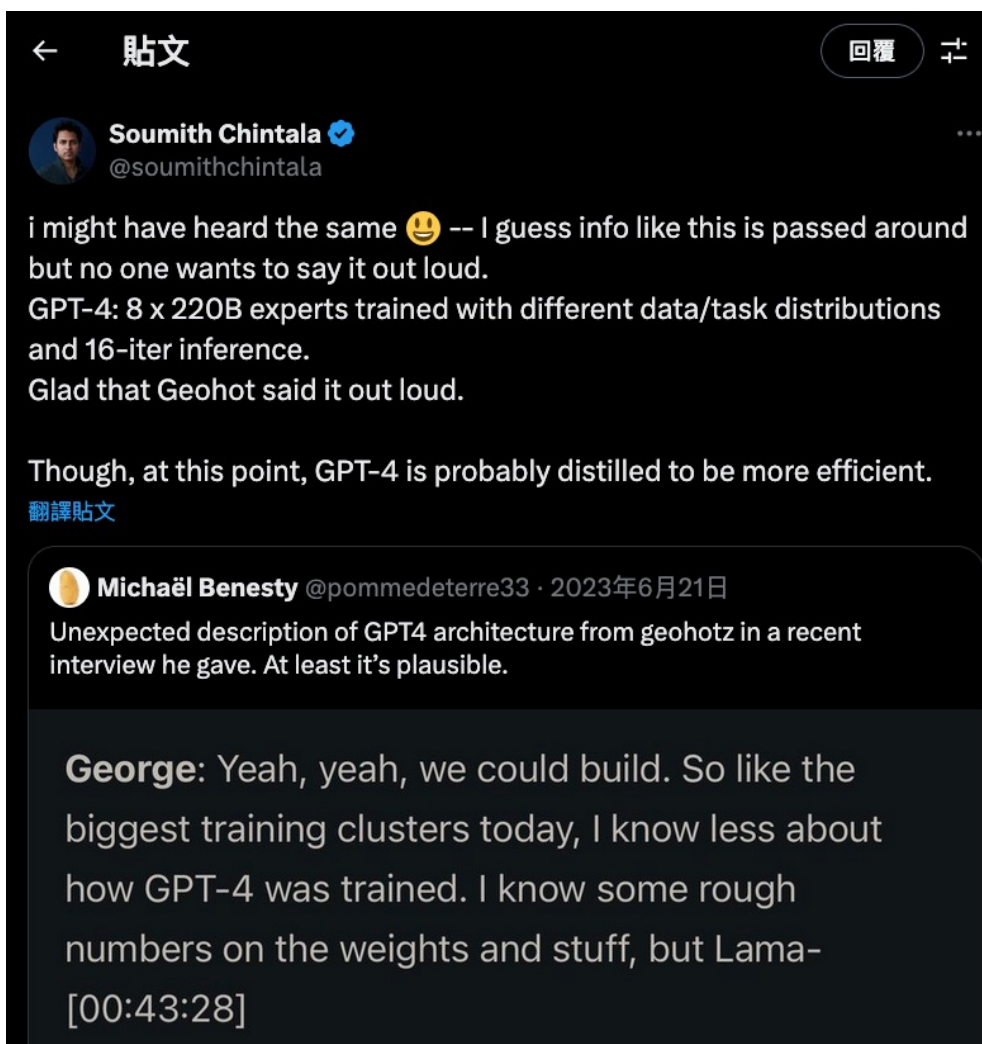 貼文
回覆
Soumith Chintala
@soumithchintala
i might have heard the same 😃 -- I guess info like this is passed around
but no one wants to say it out loud.
GPT-4: 8 x 220B experts trained with different data/task distributions
and 16-iter inference.
Glad that Geohot said it out loud.
Though, at this point, GPT-4 is probably distilled to be more efficient.
翻譯貼文
Michaël Benesty @pommedeterre33 · 2023年6月21日
Unexpected description of GPT4 architecture from geohotz in a recent
interview he gave. At least it’s plausible.
George: Yeah, yeah, we could build. So like the
biggest training clusters today, I know less about
how GPT-4 was trained. I know some rough
numbers on the weights and stuff, but Lama-
[00:43:28]